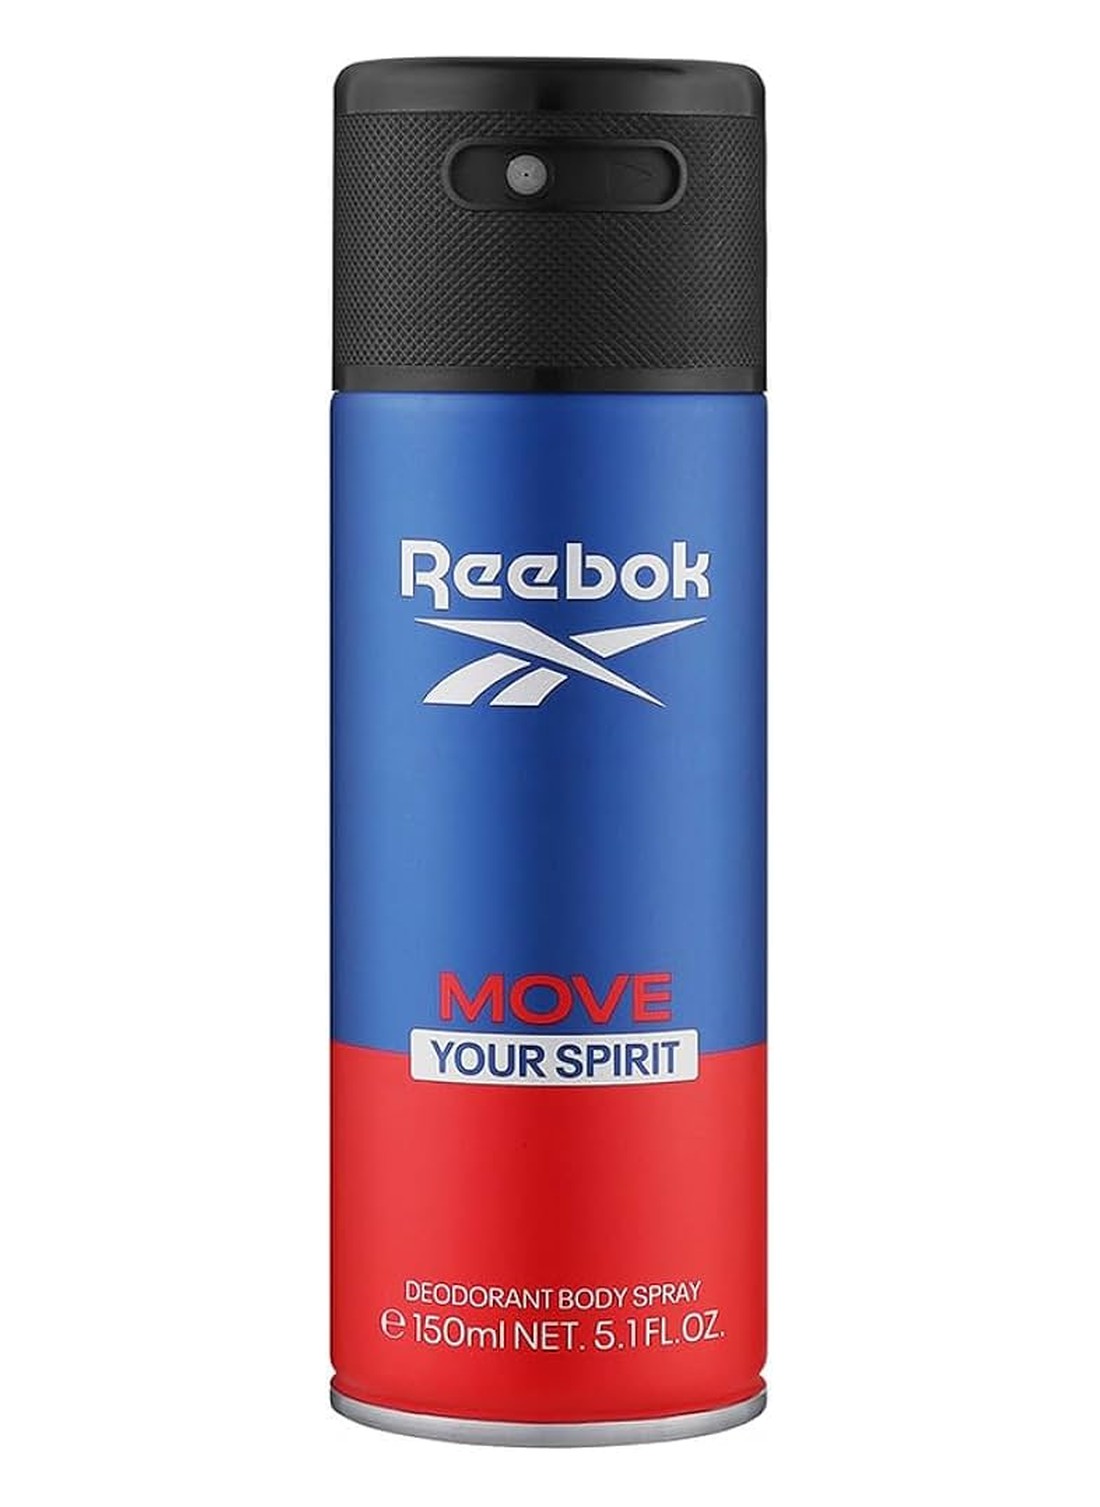 Reebok
MOVE
YOUR SPIRIT
DEODORANT BODY SPRAY
℮ 150ml NET. 5.1 FL.OZ.